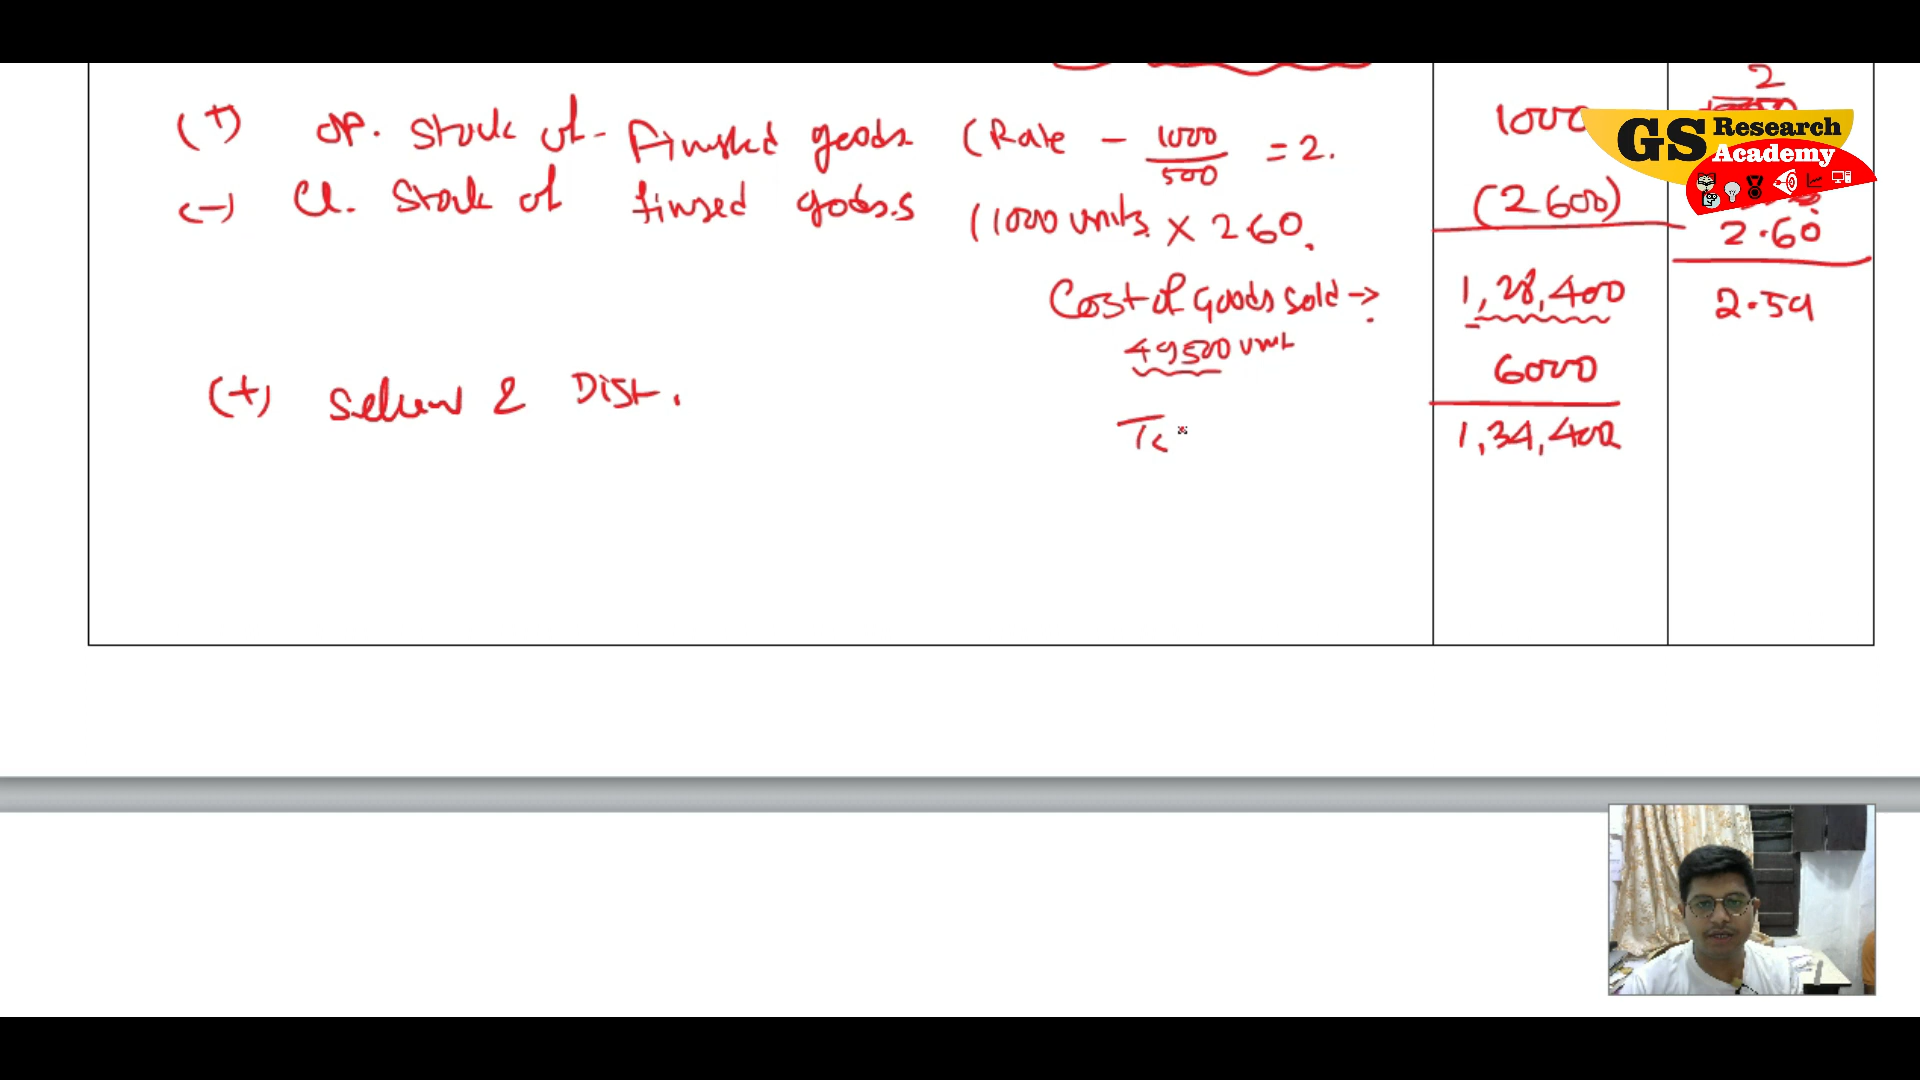 2
(+) op. stock of finished goods (Rate - 1000/500 = 2. 1000
(-) Cl. Stock of finised goods (1000 units × 2.60. (2600) 2.60
Cost of Goods sold → 1,28,400 2.59
49500 unit
(+) Selling & Dist. 6000
1,34,400
GS Research Academy